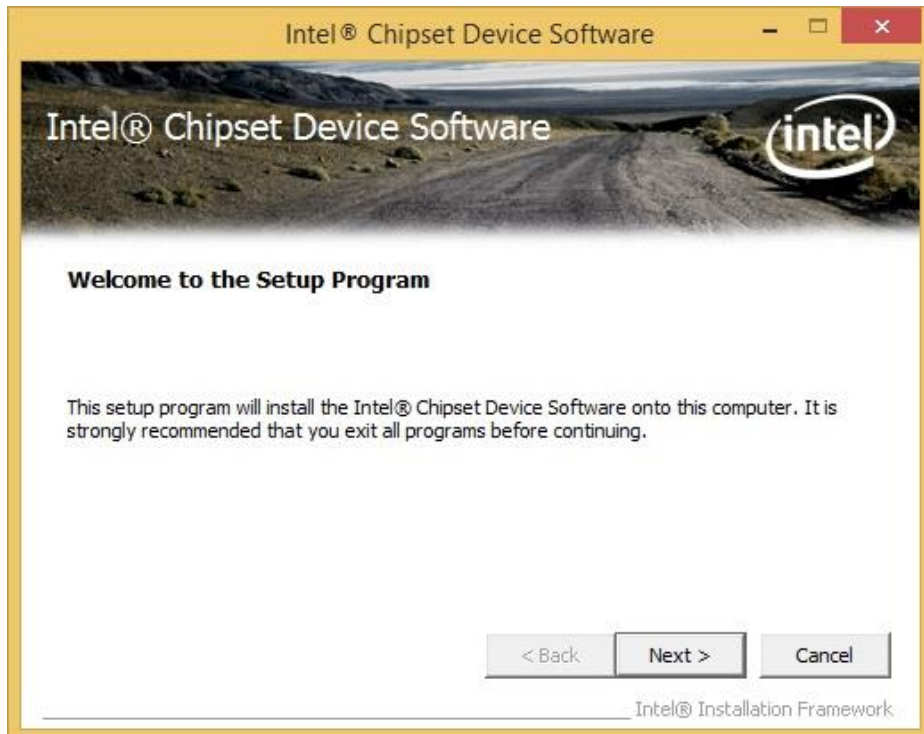 Intel® Chipset Device Software
Intel® Chipset Device Software
intel
Welcome to the Setup Program
This setup program will install the Intel® Chipset Device Software onto this computer. It is
strongly recommended that you exit all programs before continuing.
< Back Next > Cancel
Intel® Installation Framework